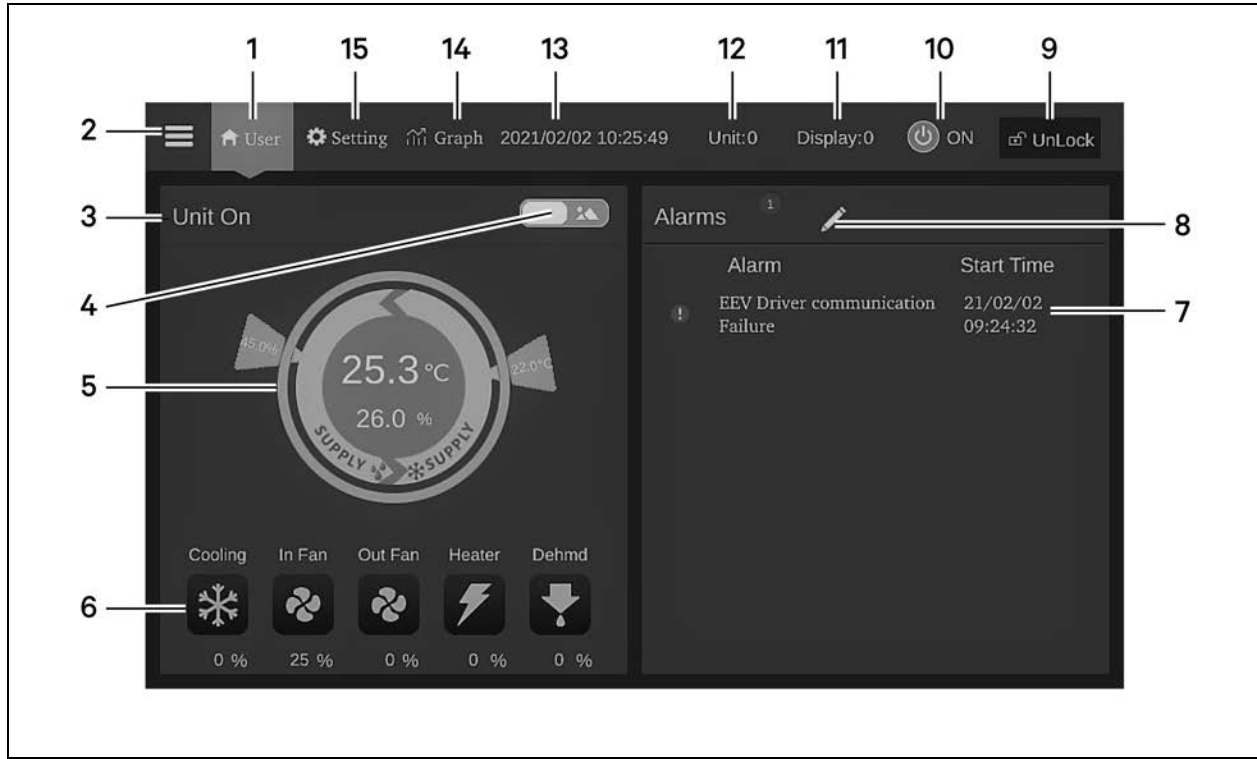 1 15 14 13 12 11 10 9
2 User Setting Graph 2021/02/02 10:25:49 Unit:0 Display:0 ON UnLock
3 Unit On
Alarms 1
8
4
Alarm Start Time
EEV Driver communication 21/02/02
Failure 09:24:32
7
45.0%
22.0°C
5
25.3 °C
26.0 %
SUPPLY SUPPLY
Cooling In Fan Out Fan Heater Dehmd
6
0 % 25 % 0 % 0 % 0 %